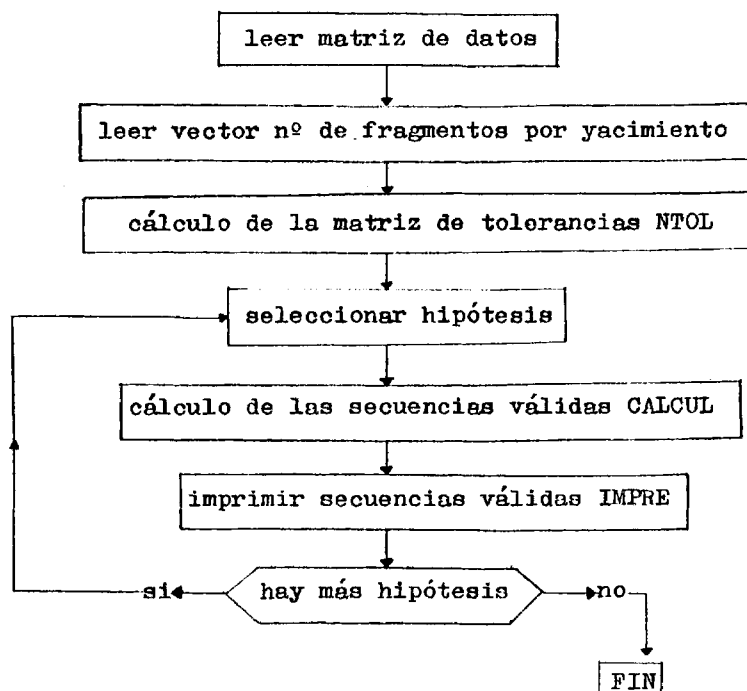 leer matriz de datos
leer vector nº de fragmentos por yacimiento
cálculo de la matriz de tolerancias NTOL
seleccionar hipótesis
cálculo de las secuencias válidas CALCUL
imprimir secuencias válidas IMPRE
si hay más hipótesis no
FIN